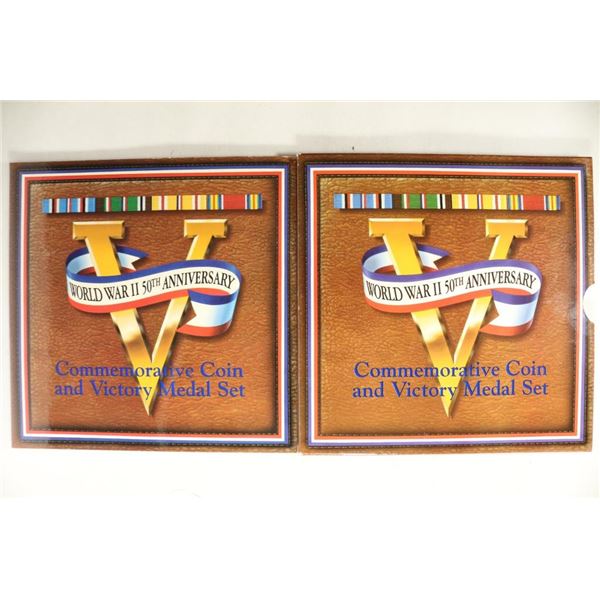 WORLD WAR II 50TH ANNIVERSARY
Commemorative Coin
and Victory Medal Set
WORLD WAR II 50TH ANNIVERSARY
Commemorative Coin
and Victory Medal Set